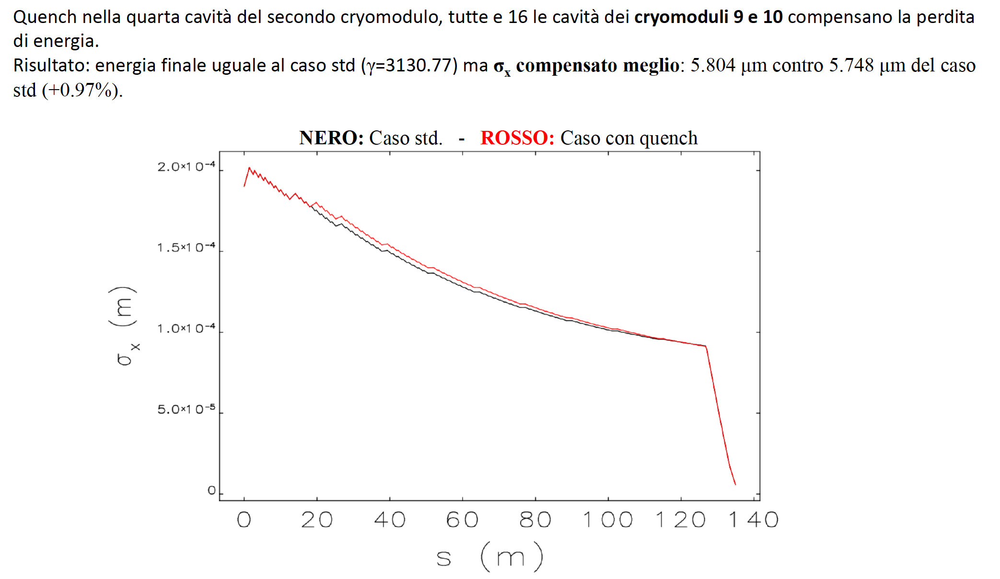 Quench nella quarta cavità del secondo cryomodulo, tutte e 16 le cavità dei cryomoduli 9 e 10 compensano la perdita
di energia.
Risultato: energia finale uguale al caso std (γ=3130.77) ma σx compensato meglio: 5.804 μm contro 5.748 μm del caso
std (+0.97%).
NERO: Caso std. - ROSSO: Caso con quench
2.0×10⁻⁴
1.5×10⁻⁴
1.0×10⁻⁴
5.0×10⁻⁵
0
σx (m)
0 20 40 60 80 100 120 140
s (m)